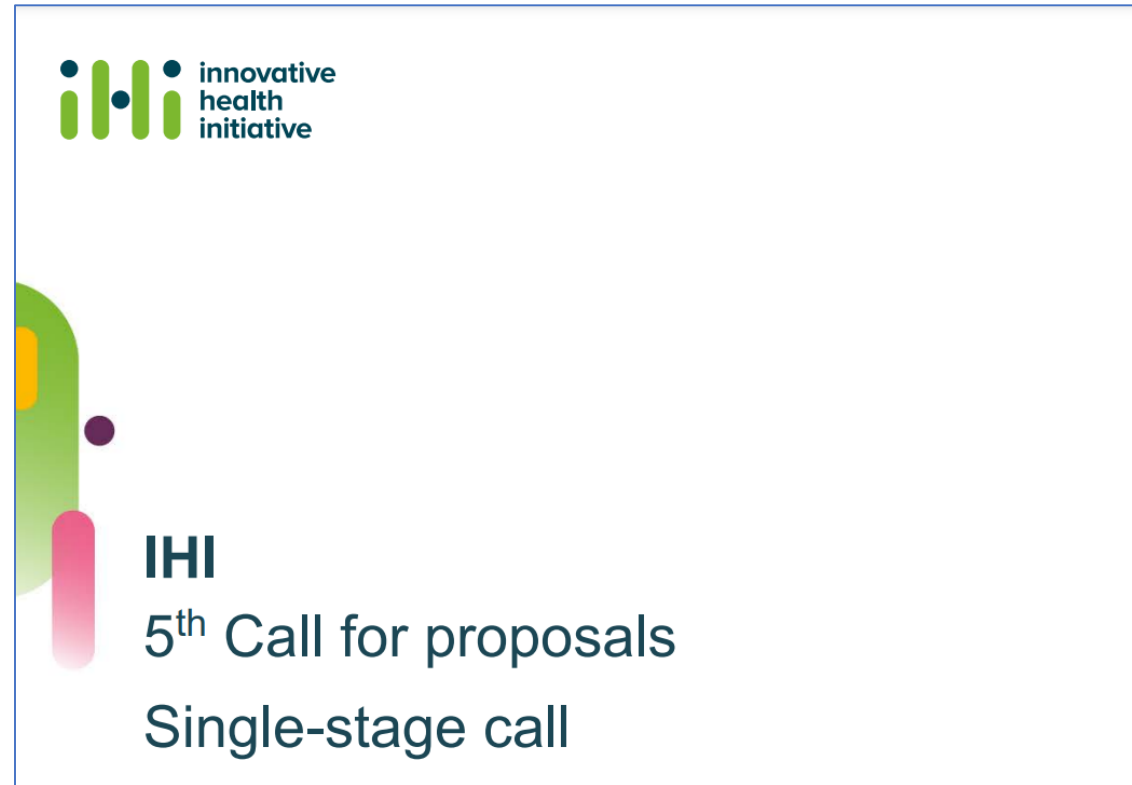 iHi innovative
health
initiative
IHI
5th Call for proposals
Single-stage call